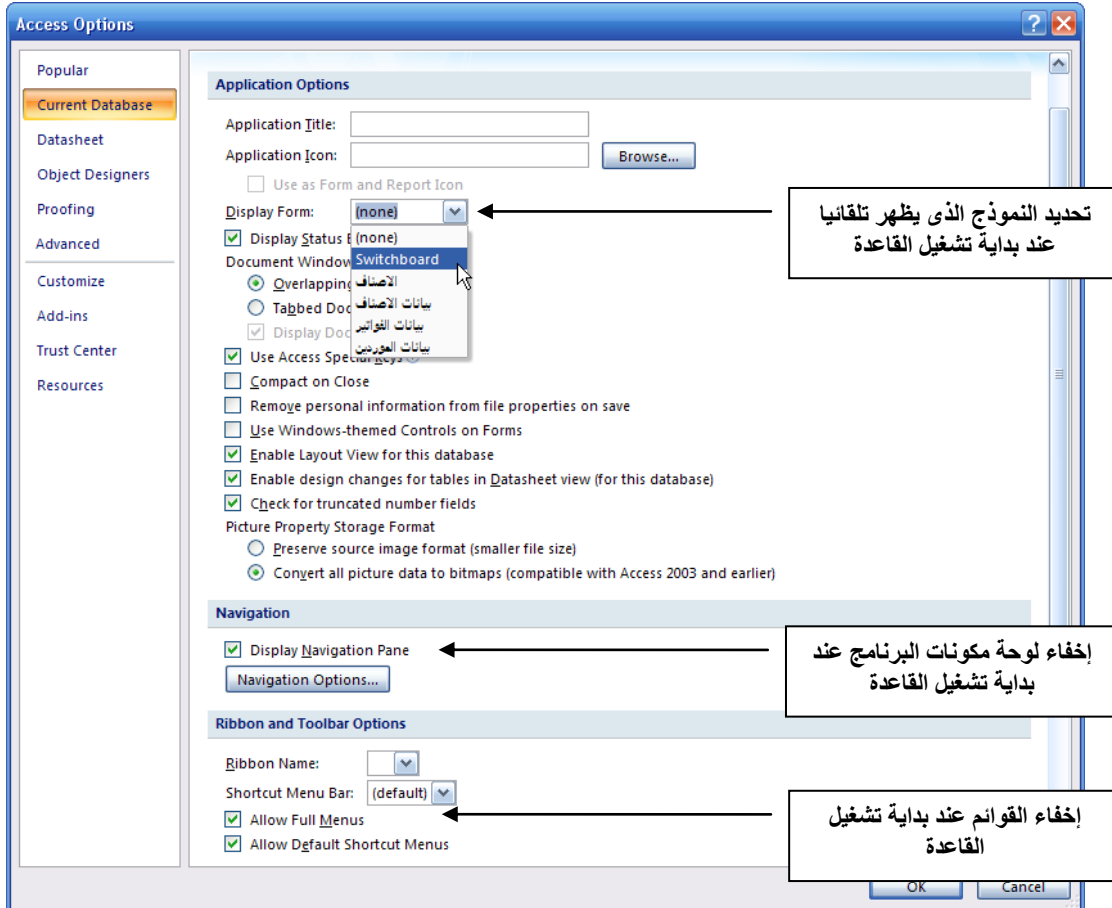 Access Options
Popular
Current Database
Datasheet
Object Designers
Proofing
Advanced
Customize
Add-ins
Trust Center
Resources
Application Options
Application Title:
Application Icon:
Browse...
Use as Form and Report Icon
Display Form:
(none)
(none)
Switchboard
الاصناف
بيانات الاصناف
بيانات الفواتير
بيانات الموردين
Display Status
Document Window
Overlapping
Tabbed Doc
Display Doc
Use Access Special Keys
Compact on Close
Remove personal information from file properties on save
Use Windows-themed Controls on Forms
Enable Layout View for this database
Enable design changes for tables in Datasheet view (for this database)
Check for truncated number fields
Picture Property Storage Format
Preserve source image format (smaller file size)
Convert all picture data to bitmaps (compatible with Access 2003 and earlier)
Navigation
Display Navigation Pane
Navigation Options...
Ribbon and Toolbar Options
Ribbon Name:
Shortcut Menu Bar:
(default)
Allow Full Menus
Allow Default Shortcut Menus
OK
Cancel
تحديد النموذج الذى يظهر تلقائيا
عند بداية تشغيل القاعدة
إخفاء لوحة مكونات البرنامج عند
بداية تشغيل القاعدة
إخفاء القوائم عند بداية تشغيل
القاعدة